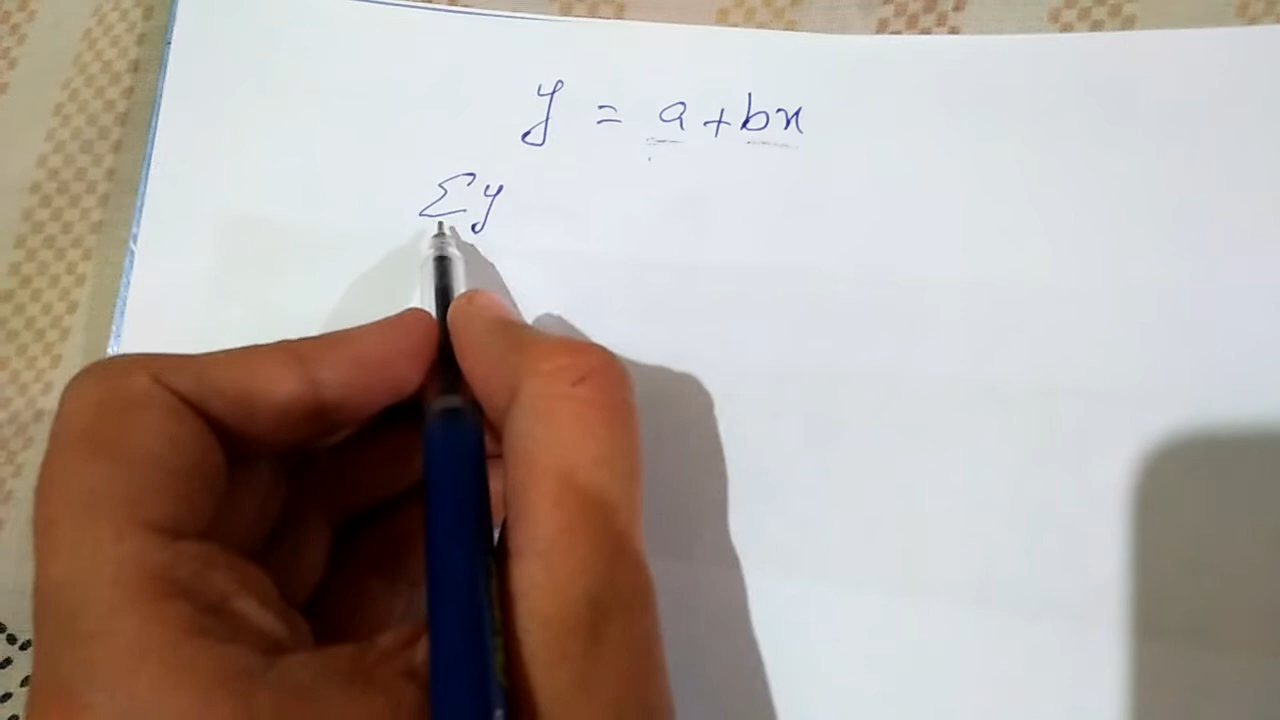 y = a + bx
Σy